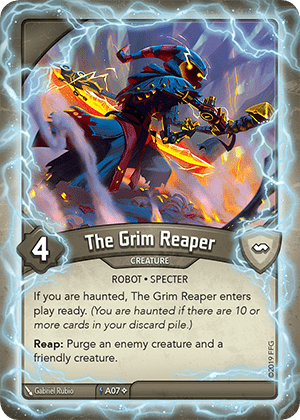 4
The Grim Reaper
CREATURE
ROBOT • SPECTER
If you are haunted, The Grim Reaper enters
play ready. (You are haunted if there are 10 or
more cards in your discard pile.)
Reap: Purge an enemy creature and a
friendly creature.
Gabriel Rubio
A07
©2019 FFG